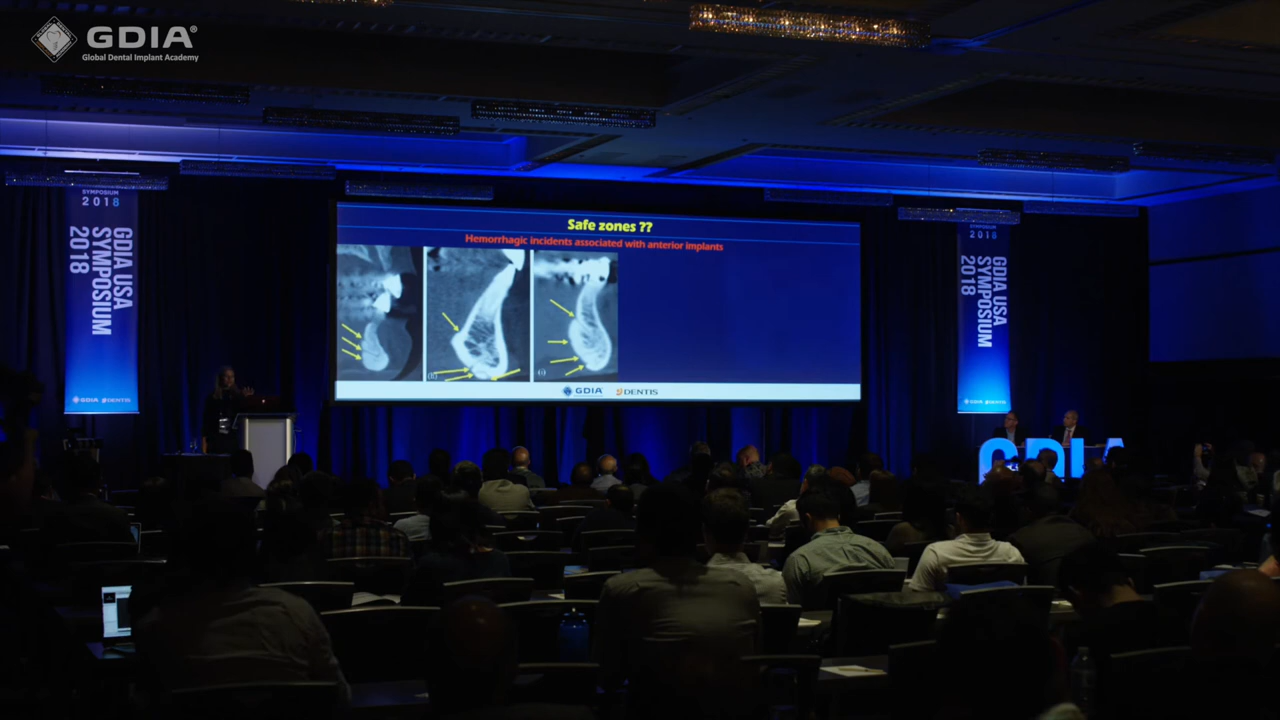 GDIA®
Global Dental Implant Academy
SYMPOSIUM
2018
GDIA USA
SYMPOSIUM
2018
GDIA DENTIS
Safe zones ??
Hemorrhagic incidents associated with anterior implants
GDIA DENTIS
SYMPOSIUM
2018
GDIA USA
SYMPOSIUM
2018
GDIA DENTIS
GDIA